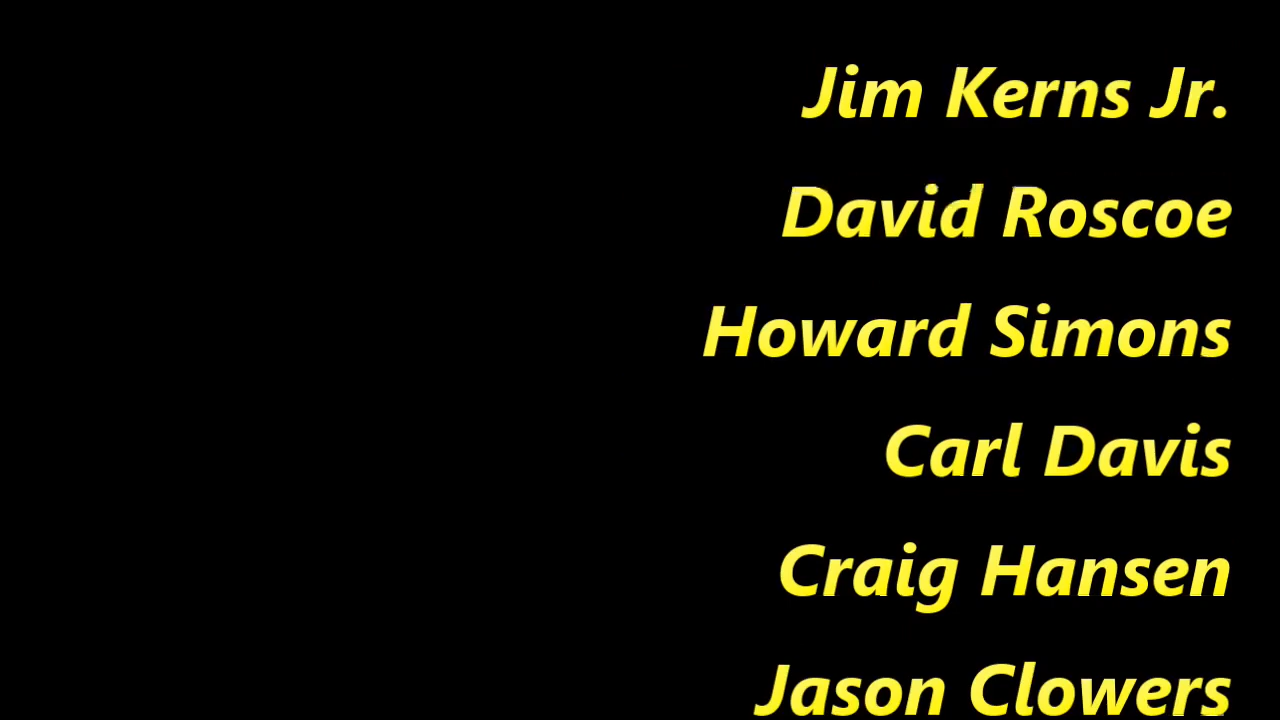 Jim Kerns Jr.
David Roscoe
Howard Simons
Carl Davis
Craig Hansen
Jason Clowers